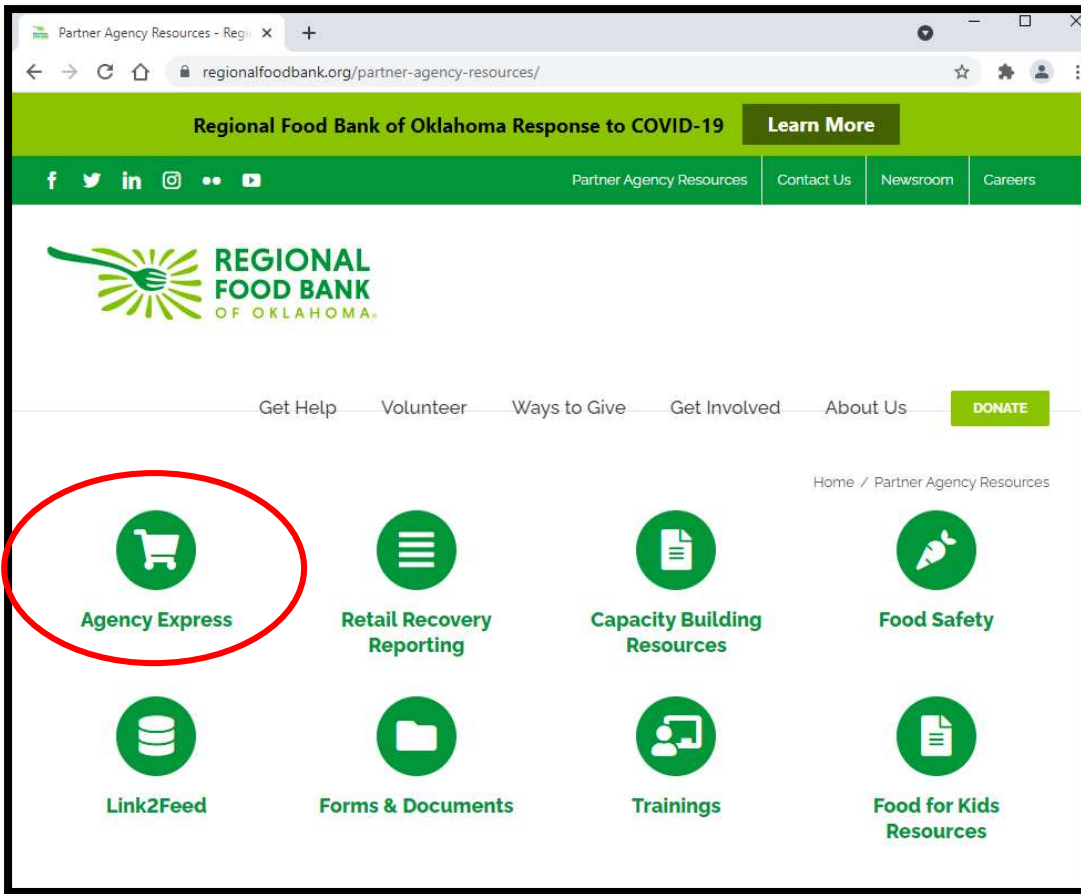 Partner Agency Resources - Regi
regionalfoodbank.org/partner-agency-resources/
Regional Food Bank of Oklahoma Response to COVID-19 Learn More
Partner Agency Resources Contact Us Newsroom Careers
REGIONAL
FOOD BANK
OF OKLAHOMA®
Get Help Volunteer Ways to Give Get Involved About Us DONATE
Home / Partner Agency Resources
Agency Express
Retail Recovery
Reporting
Capacity Building
Resources
Food Safety
Link2Feed
Forms & Documents
Trainings
Food for Kids
Resources